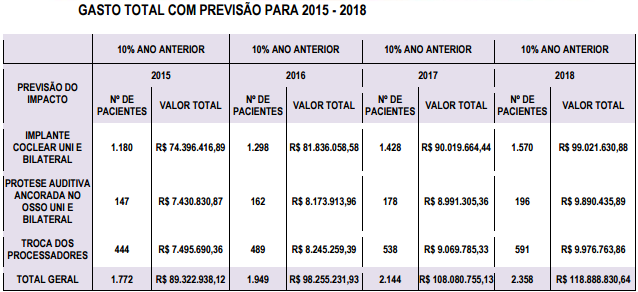 GASTO TOTAL COM PREVISÃO PARA 2015 - 2018
PREVISÃO DO IMPACTO 10% ANO ANTERIOR 10% ANO ANTERIOR 10% ANO ANTERIOR 10% ANO ANTERIOR
2015 2016 2017 2018
Nº DE PACIENTES VALOR TOTAL Nº DE PACIENTES VALOR TOTAL Nº DE PACIENTES VALOR TOTAL Nº DE PACIENTES VALOR TOTAL
IMPLANTE COCLEAR UNI E BILATERAL 1.180 R$ 74.396.416,89 1.298 R$ 81.836.058,58 1.428 R$ 90.019.664,44 1.570 R$ 99.021.630,88
PROTESE AUDITIVA ANCORADA NO OSSO UNI E BILATERAL 147 R$ 7.430.830,87 162 R$ 8.173.913,96 178 R$ 8.991.305,36 196 R$ 9.890.435,89
TROCA DOS PROCESSADORES 444 R$ 7.495.690,36 489 R$ 8.245.259,39 538 R$ 9.069.785,33 591 R$ 9.976.763,86
TOTAL GERAL 1.772 R$ 89.322.938,12 1.949 R$ 98.255.231,93 2.144 R$ 108.080.755,13 2.358 R$ 118.888.830,64